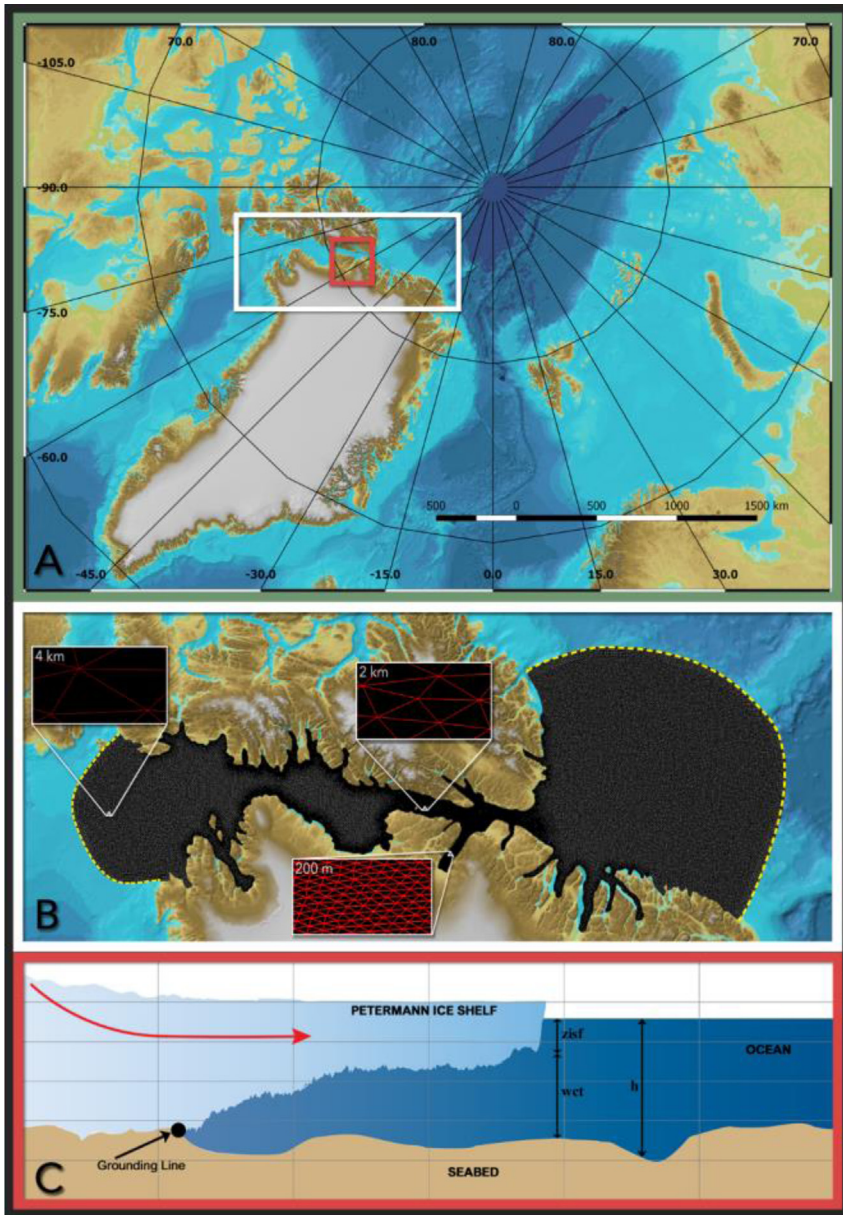 70.0 80.0 80.0 70.0
-105.0
-90.0
-75.0
-60.0
-500 0 500 1000 1500 km
A
-45.0 -30.0 -15.0 0.0 15.0 30.0
4 km
2 km
200 m
B
PETERMANN ICE SHELF
zisf
OCEAN
h
wct
Grounding Line
C
SEABED